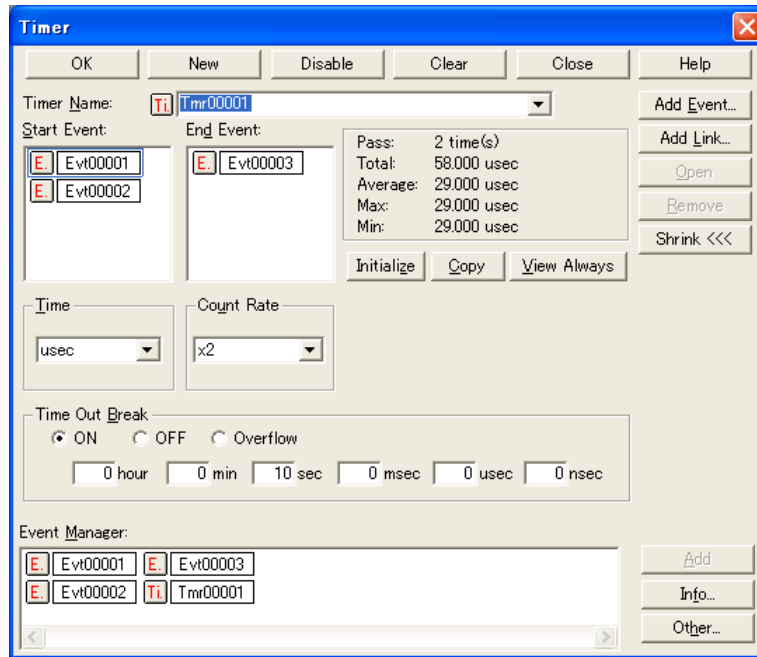 Timer
OK New Disable Clear Close Help
Timer Name: Ti. Tmr00001 Add Event...
Start Event: End Event: Add Link...
E. Evt00001 E. Evt00003 Pass: 2 time(s)
E. Evt00002 Total: 58.000 usec Open
Average: 29.000 usec
Max: 29.000 usec Remove
Min: 29.000 usec
Shrink <<<
Initialize Copy View Always
Time Count Rate
usec x2
Time Out Break
ON OFF Overflow
0 hour 0 min 10 sec 0 msec 0 usec 0 nsec
Event Manager:
E. Evt00001 E. Evt00003 Add
E. Evt00002 Ti. Tmr00001 Info...
Other...